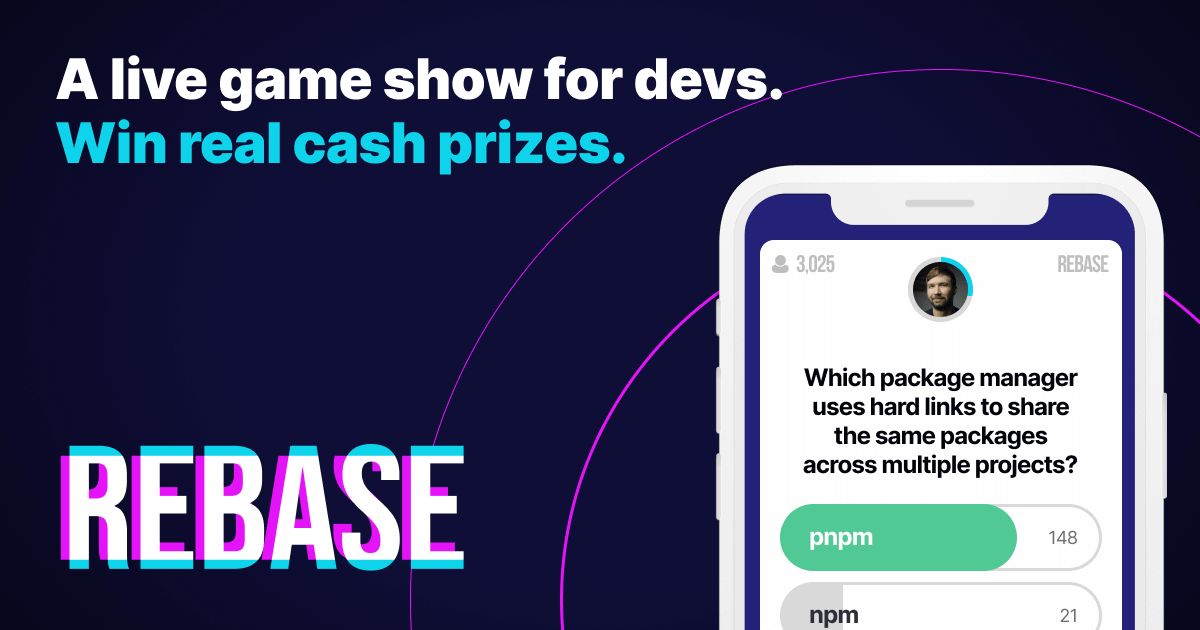 A live game show for devs.
Win real cash prizes.
REBASE
3,025
REBASE
Which package manager
uses hard links to share
the same packages
across multiple projects?
pnpm 148
npm 21